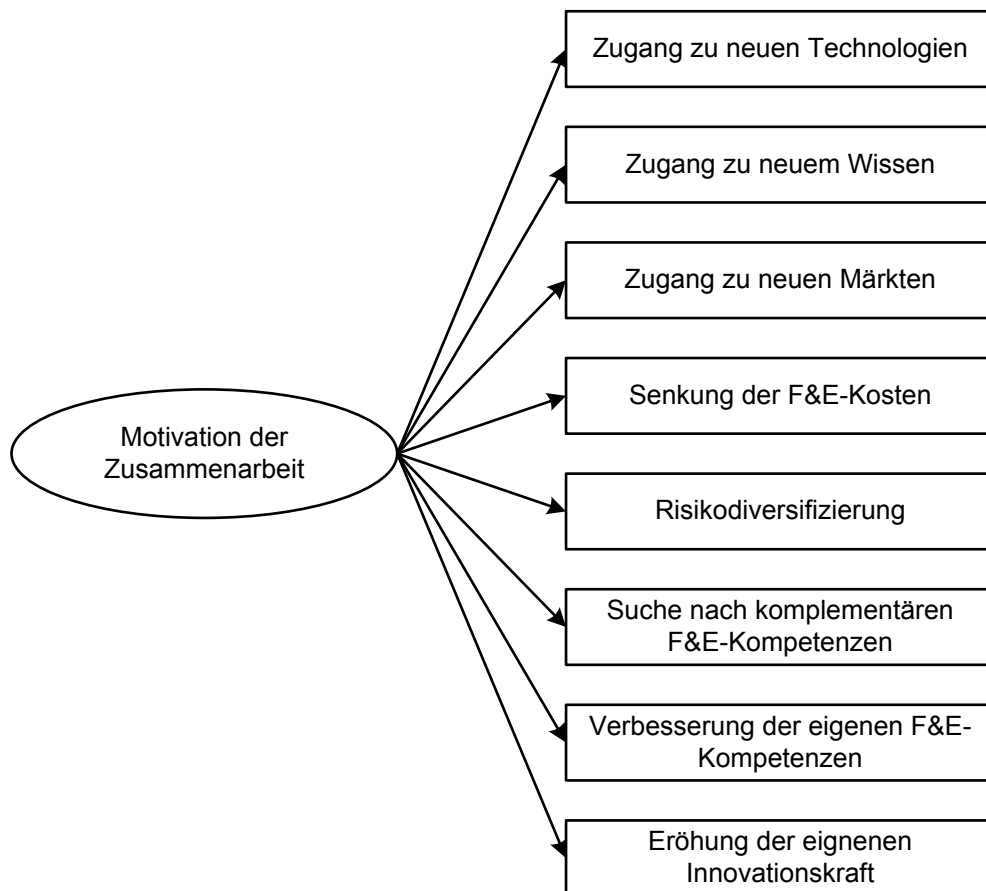 Zugang zu neuen Technologien
Zugang zu neuem Wissen
Zugang zu neuen Märkten
Senkung der F&E-Kosten
Motivation der
Zusammenarbeit
Risikodiversifizierung
Suche nach komplementären
F&E-Kompetenzen
Verbesserung der eigenen F&E-
Kompetenzen
Eröhung der eignenen
Innovationskraft